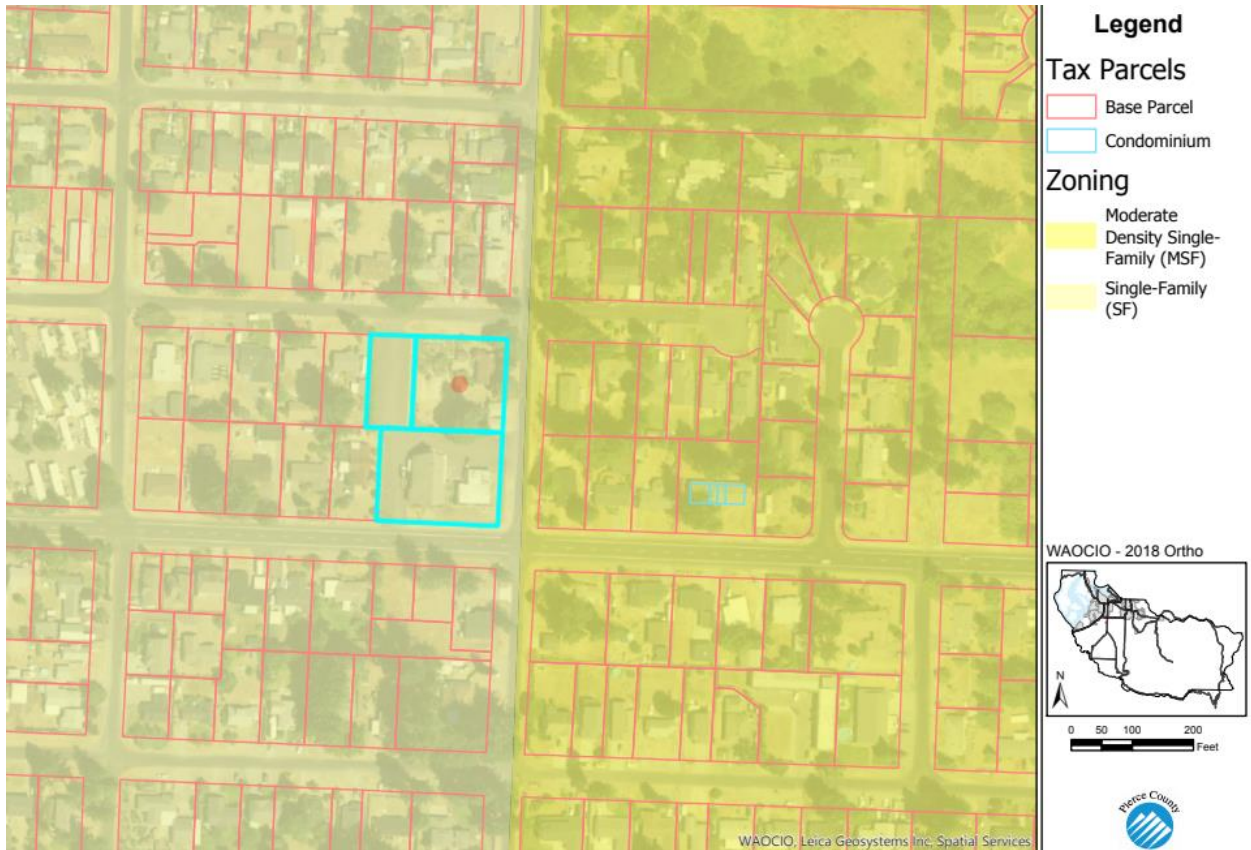 Legend
Tax Parcels
Base Parcel
Condominium
Zoning
Moderate
Density Single-
Family (MSF)
Single-Family
(SF)
WAOCIO - 2018 Ortho
N
0 50 100 200
Feet
Pierce County
WAOCIO, Leica Geosystems Inc, Spatial Services